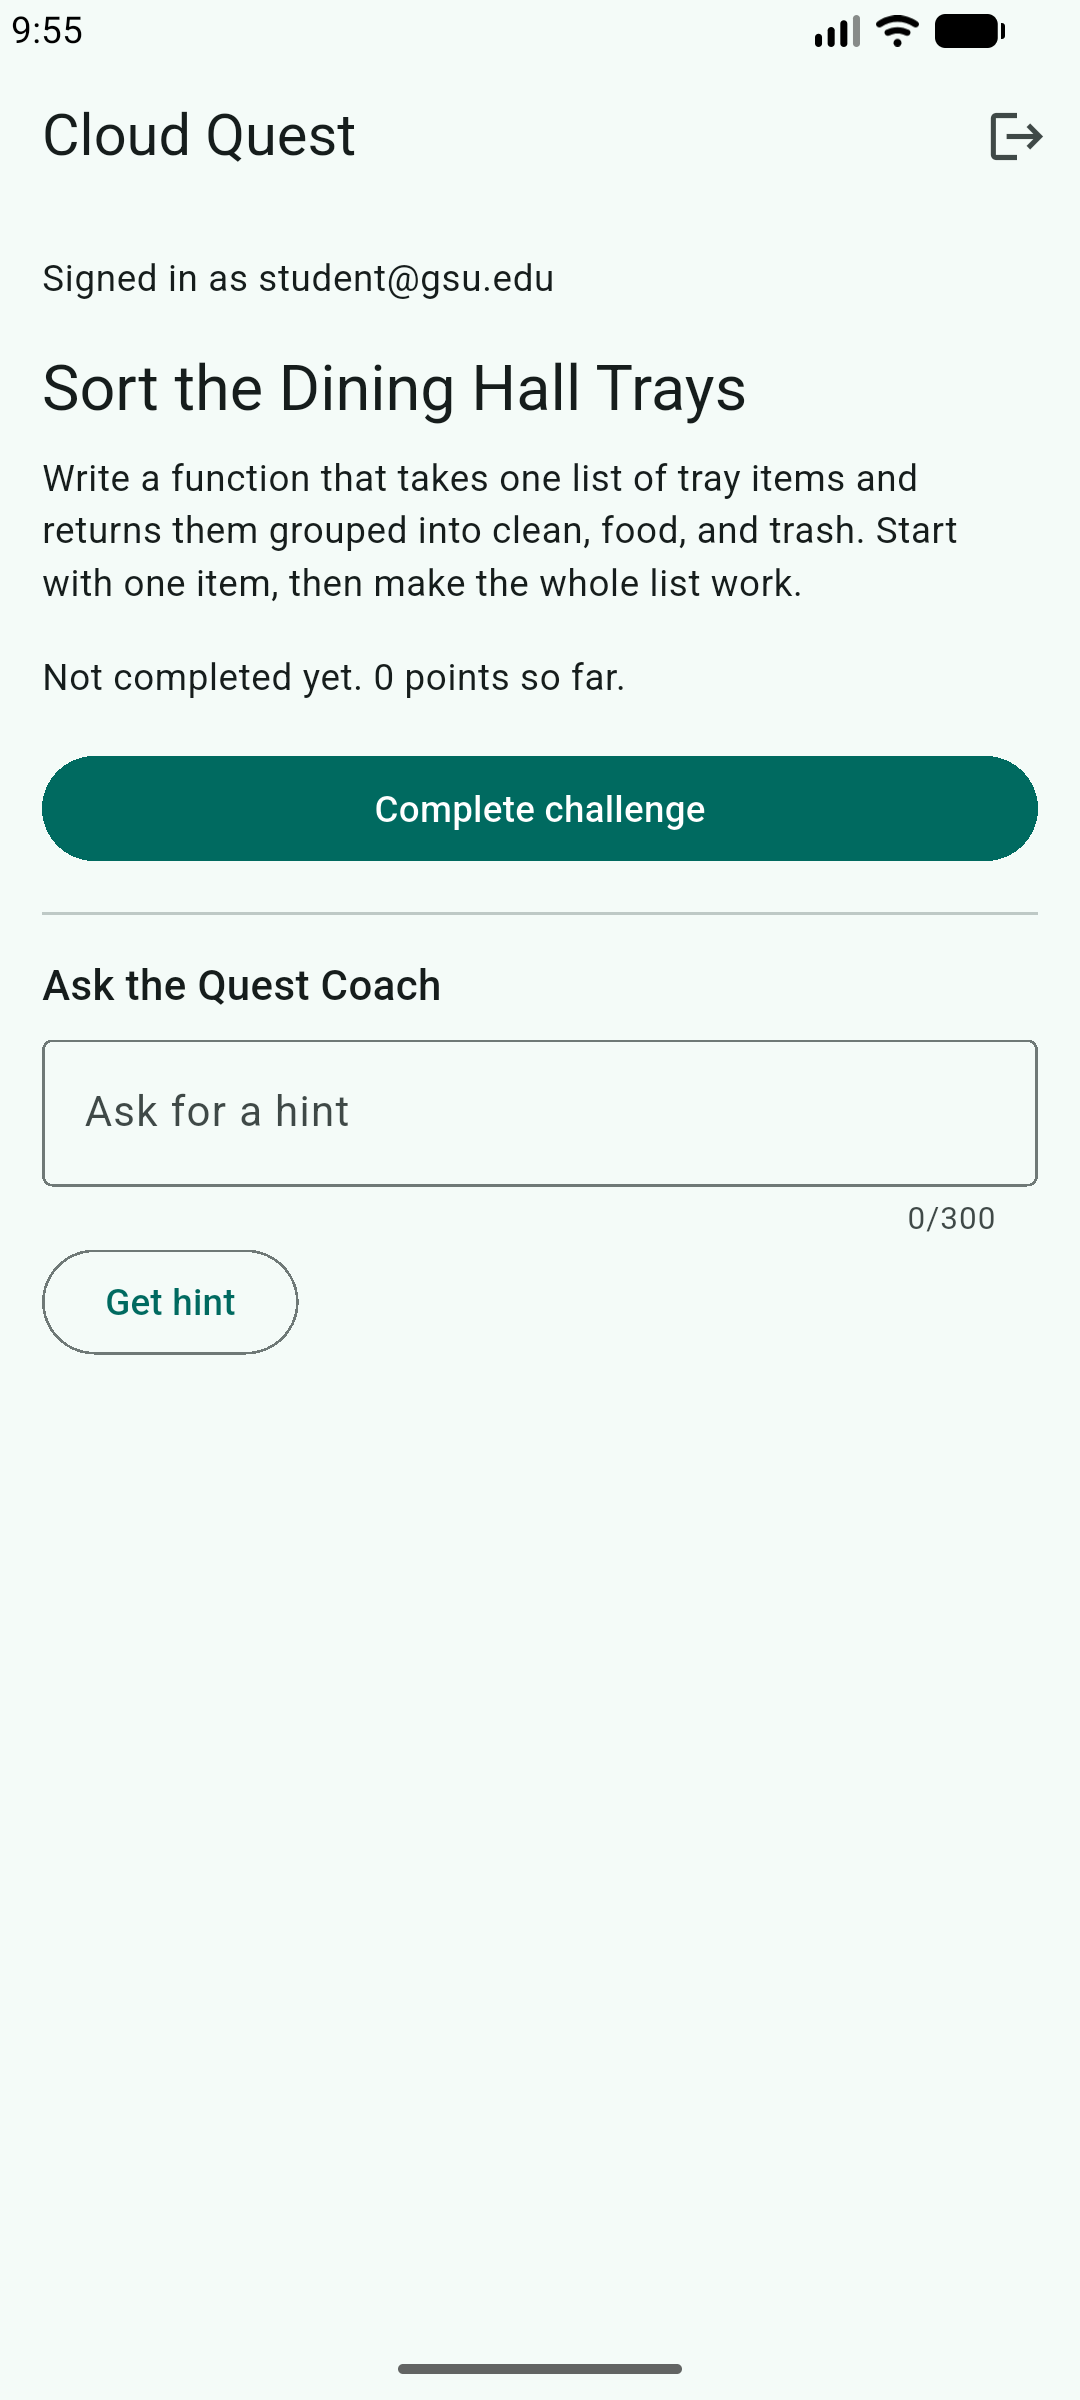 9:55
Cloud Quest
Signed in as student@gsu.edu
Sort the Dining Hall Trays
Write a function that takes one list of tray items and
returns them grouped into clean, food, and trash. Start
with one item, then make the whole list work.
Not completed yet. 0 points so far.
Complete challenge
Ask the Quest Coach
Ask for a hint
0/300
Get hint